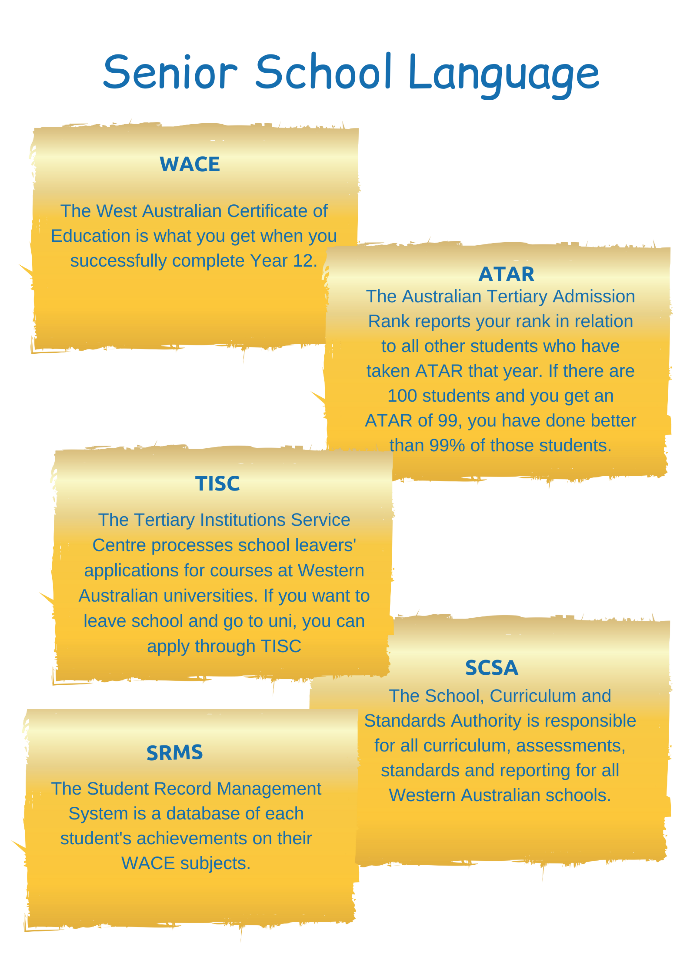 Senior School Language
WACE
The West Australian Certificate of
Education is what you get when you
successfully complete Year 12.
ATAR
The Australian Tertiary Admission
Rank reports your rank in relation
to all other students who have
taken ATAR that year. If there are
100 students and you get an
ATAR of 99, you have done better
than 99% of those students.
TISC
The Tertiary Institutions Service
Centre processes school leavers'
applications for courses at Western
Australian universities. If you want to
leave school and go to uni, you can
apply through TISC
SCSA
The School, Curriculum and
Standards Authority is responsible
for all curriculum, assessments,
standards and reporting for all
Western Australian schools.
SRMS
The Student Record Management
System is a database of each
student's achievements on their
WACE subjects.